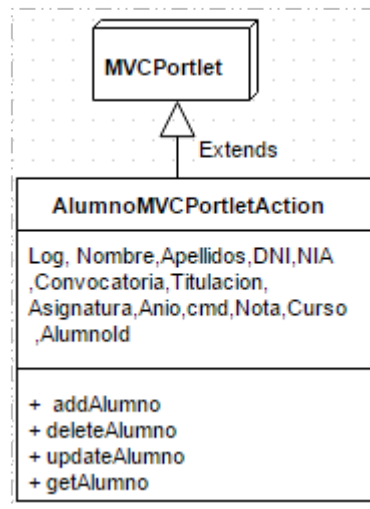 MVCPortlet
Extends
AlumnoMVCPortletAction
Log, Nombre,Apellidos,DNI,NIA
,Convocatoria,Titulacion,
Asignatura,Anio,cmd,Nota,Curso
,AlumnoId
+ addAlumno
+ deleteAlumno
+ updateAlumno
+ getAlumno